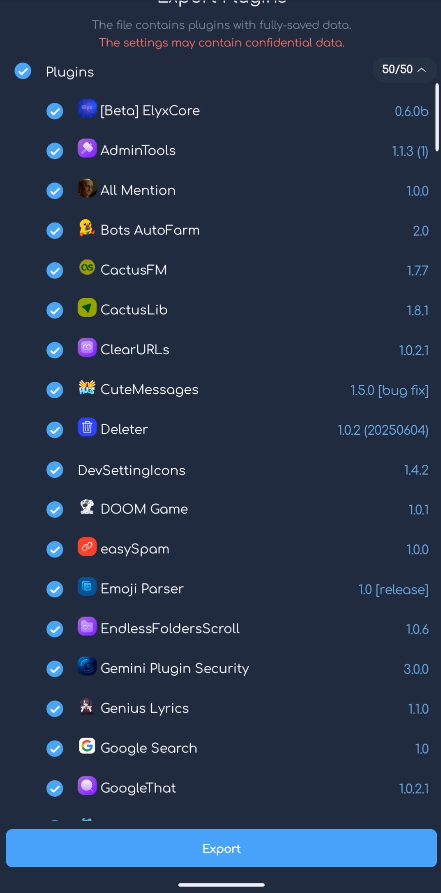 Export Plugins
The file contains plugins with fully-saved data.
The settings may contain confidential data.
Plugins 50/50
[Beta] ElyxCore 0.6.0b
AdminTools 1.1.3 (1)
All Mention 1.0.0
Bots AutoFarm 2.0
CactusFM 1.7.7
CactusLib 1.8.1
ClearURLs 1.0.2.1
CuteMessages 1.5.0 [bug fix]
Deleter 1.0.2 (20250604)
DevSettingIcons 1.4.2
DOOM Game 1.0.1
easySpam 1.0.0
Emoji Parser 1.0 [release]
EndlessFoldersScroll 1.0.6
Gemini Plugin Security 3.0.0
Genius Lyrics 1.1.0
Google Search 1.0
GoogleThat 1.0.2.1
Export